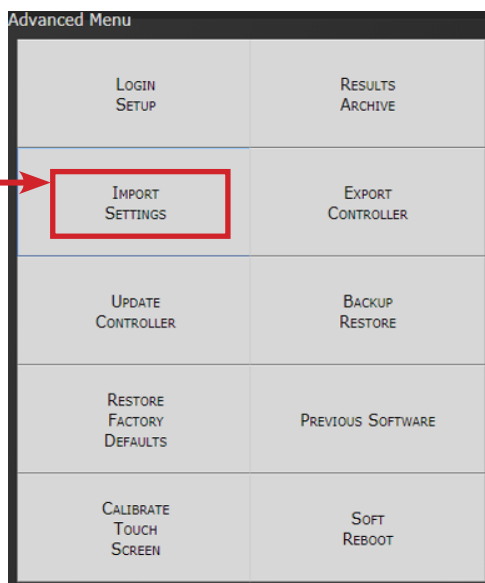 Advanced Menu
LOGIN
SETUP
RESULTS
ARCHIVE
IMPORT
SETTINGS
EXPORT
CONTROLLER
UPDATE
CONTROLLER
BACKUP
RESTORE
RESTORE
FACTORY
DEFAULTS
PREVIOUS SOFTWARE
CALIBRATE
TOUCH
SCREEN
SOFT
REBOOT